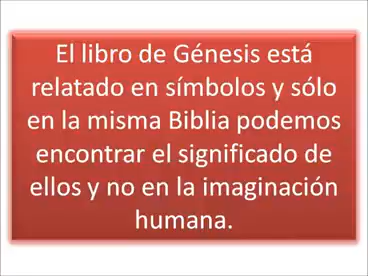 El libro de Génesis está
relatado en símbolos y sólo
en la misma Biblia podemos
encontrar el significado de
ellos y no en la imaginación
humana.